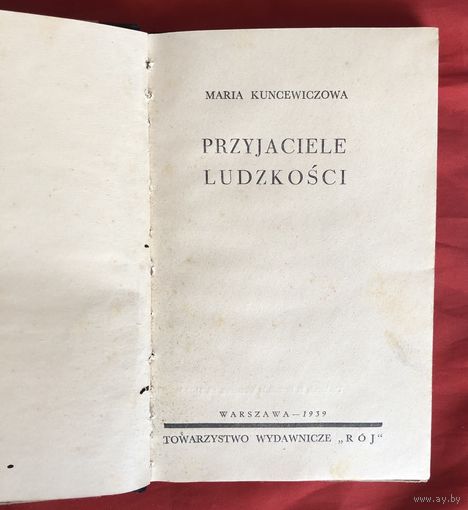 MARIA KUNCEWICZOWA
PRZYJACIELE
LUDZKOŚCI
WARSZAWA—1939
TOWARZYSTWO WYDAWNICZE „RÓJ"
www.ay.by